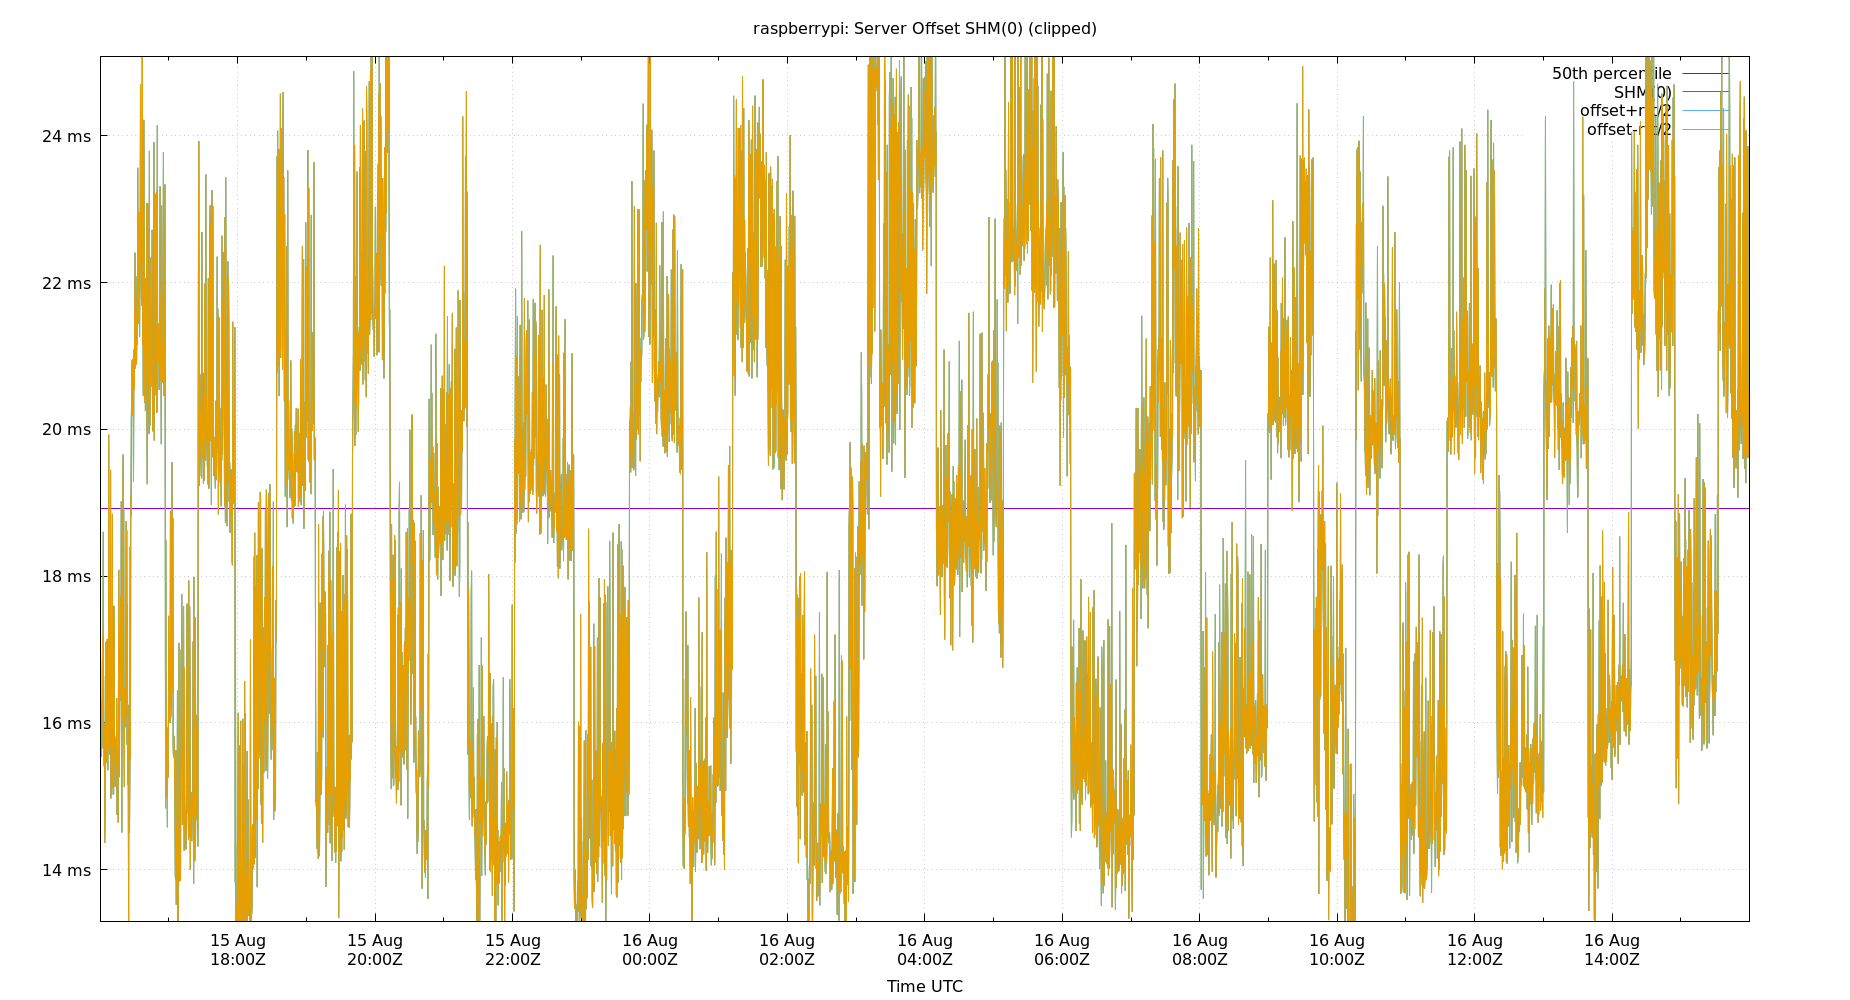 raspberrypi: Server Offset SHM(0) (clipped)
50th percentile
SHM(0)
offset+rtt/2
offset-rtt/2
24 ms
22 ms
20 ms
18 ms
16 ms
14 ms
15 Aug 15 Aug 15 Aug 16 Aug 16 Aug 16 Aug 16 Aug 16 Aug 16 Aug 16 Aug 16 Aug
18:00Z 20:00Z 22:00Z 00:00Z 02:00Z 04:00Z 06:00Z 08:00Z 10:00Z 12:00Z 14:00Z
Time UTC